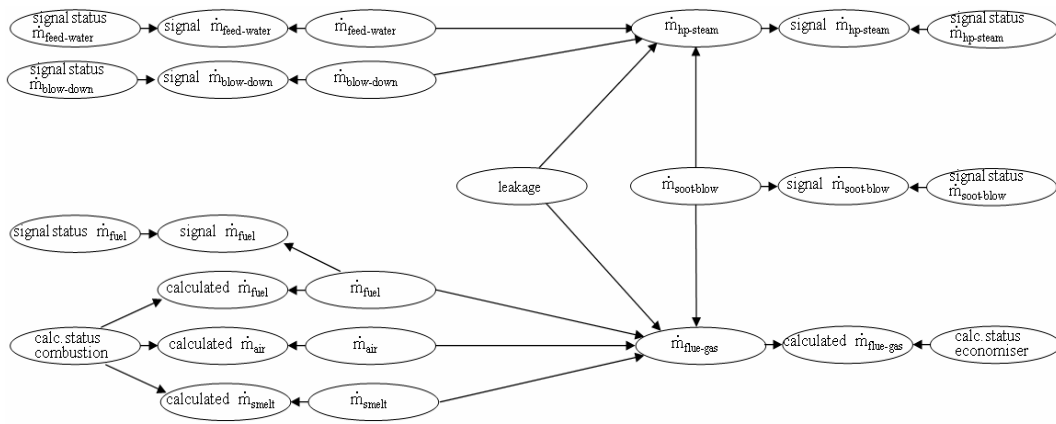 signal status
ṁfeed-water
signal ṁfeed-water
ṁfeed-water
ṁhp-steam
signal ṁhp-steam
signal status
ṁhp-steam
signal status
ṁblow-down
signal ṁblow-down
ṁblow-down
leakage
ṁsoot-blow
signal ṁsoot-blow
signal status
ṁsoot-blow
signal status ṁfuel
signal ṁfuel
calculated ṁfuel
ṁfuel
calc. status
combustion
calculated ṁair
ṁair
ṁflue-gas
calculated ṁflue-gas
calc. status
economiser
calculated ṁsmelt
ṁsmelt